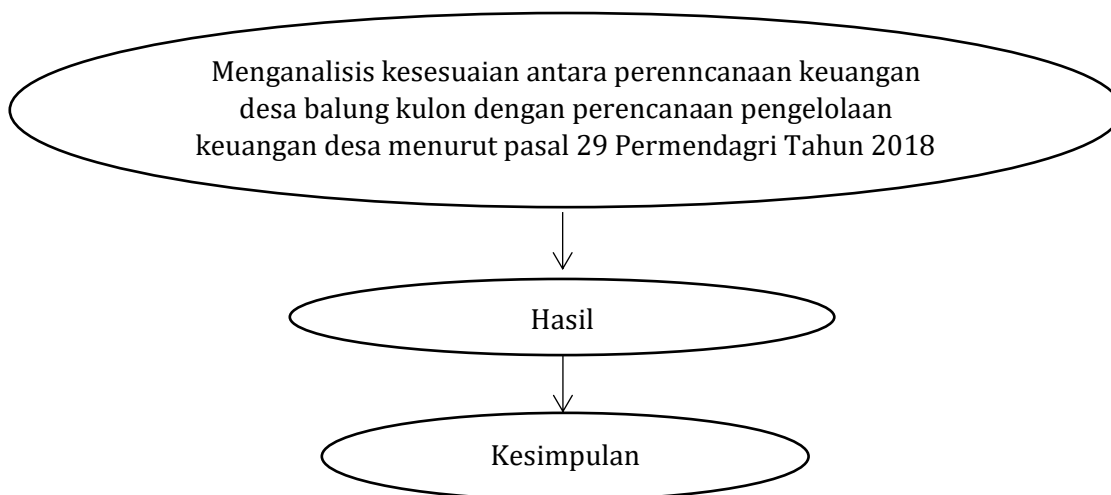 Menganalisis kesesuaian antara perenncanaan keuangan
desa balung kulon dengan perencanaan pengelolaan
keuangan desa menurut pasal 29 Permendagri Tahun 2018
Hasil
Kesimpulan